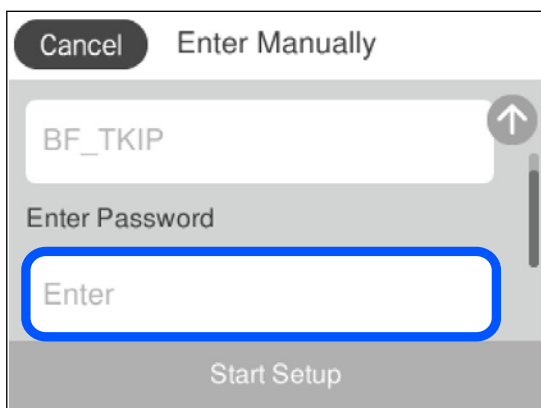 Cancel Enter Manually
BF_TKIP
Enter Password
Enter
Start Setup